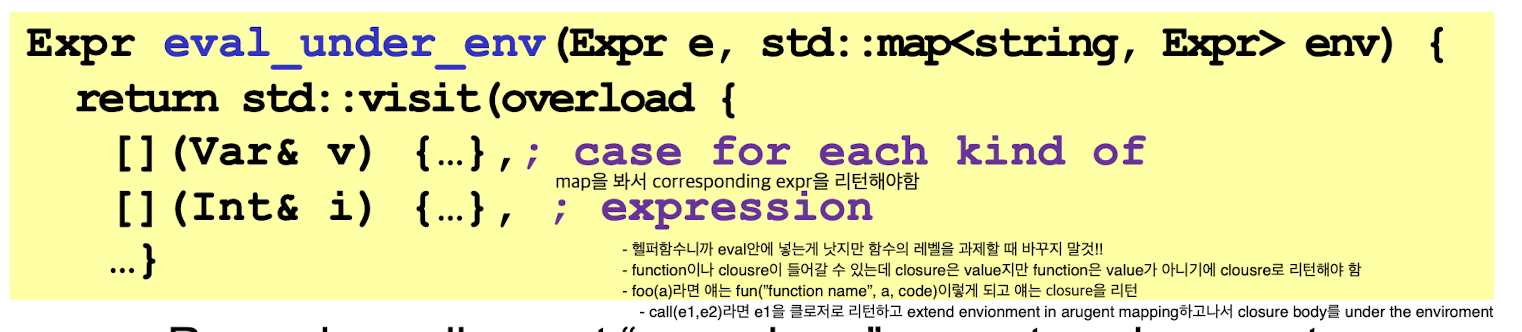 Expr eval_under_env(Expr e, std::map<string, Expr> env) {
return std::visit(overload {
[](Var& v) {…},; case for each kind of
map을 봐서 corresponding expr을 리턴해야함
[](Int& i) {…}, ; expression
…}
- 헬퍼함수니까 eval안에 넣는게 낫지만 함수의 레벨을 과제할 때 바꾸지 말것!!
- function이나 clousre이 들어갈 수 있는데 closure은 value지만 function은 value가 아니기에 clousre로 리턴해야 함
- foo(a)라면 얘는 fun("function name", a, code)이렇게 되고 얘는 closure을 리턴
- call(e1,e2)라면 e1을 클로저로 리턴하고 extend envionment in arugent mapping하고나서 closure body를 under the enviroment